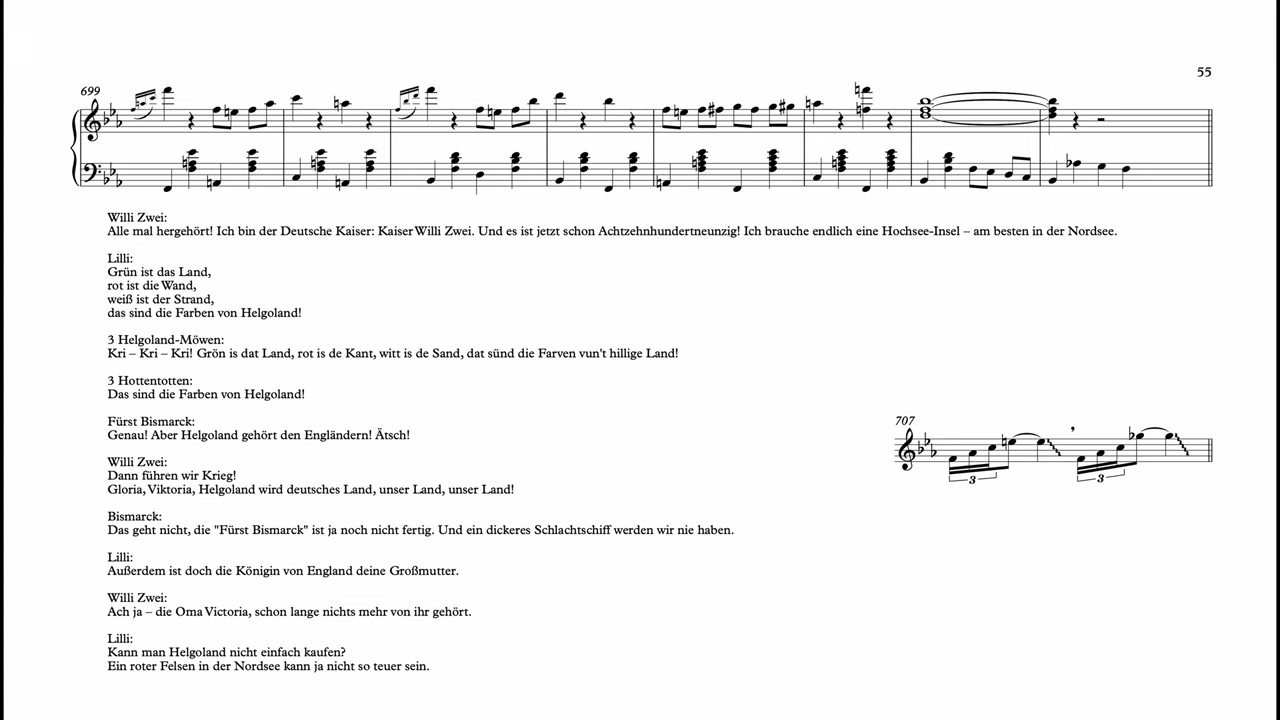 55
699
Willi Zwei:
Alle mal hergehört! Ich bin der Deutsche Kaiser: Kaiser Willi Zwei. Und es ist jetzt schon Achtzehnhundertneunzig! Ich brauche endlich eine Hochsee-Insel – am besten in der Nordsee.
Lilli:
Grün ist das Land,
rot ist die Wand,
weiß ist der Strand,
das sind die Farben von Helgoland!
3 Helgoland-Möwen:
Kri – Kri – Kri! Grön is dat Land, rot is de Kant, witt is de Sand, dat sünd die Farven vun't hillige Land!
3 Hottentotten:
Das sind die Farben von Helgoland!
Fürst Bismarck:
Genau! Aber Helgoland gehört den Engländern! Ätsch!
707
3
3
Willi Zwei:
Dann führen wir Krieg!
Gloria, Viktoria, Helgoland wird deutsches Land, unser Land, unser Land!
Bismarck:
Das geht nicht, die "Fürst Bismarck" ist ja noch nicht fertig. Und ein dickeres Schlachtschiff werden wir nie haben.
Lilli:
Außerdem ist doch die Königin von England deine Großmutter.
Willi Zwei:
Ach ja – die Oma Victoria, schon lange nichts mehr von ihr gehört.
Lilli:
Kann man Helgoland nicht einfach kaufen?
Ein roter Felsen in der Nordsee kann ja nicht so teuer sein.